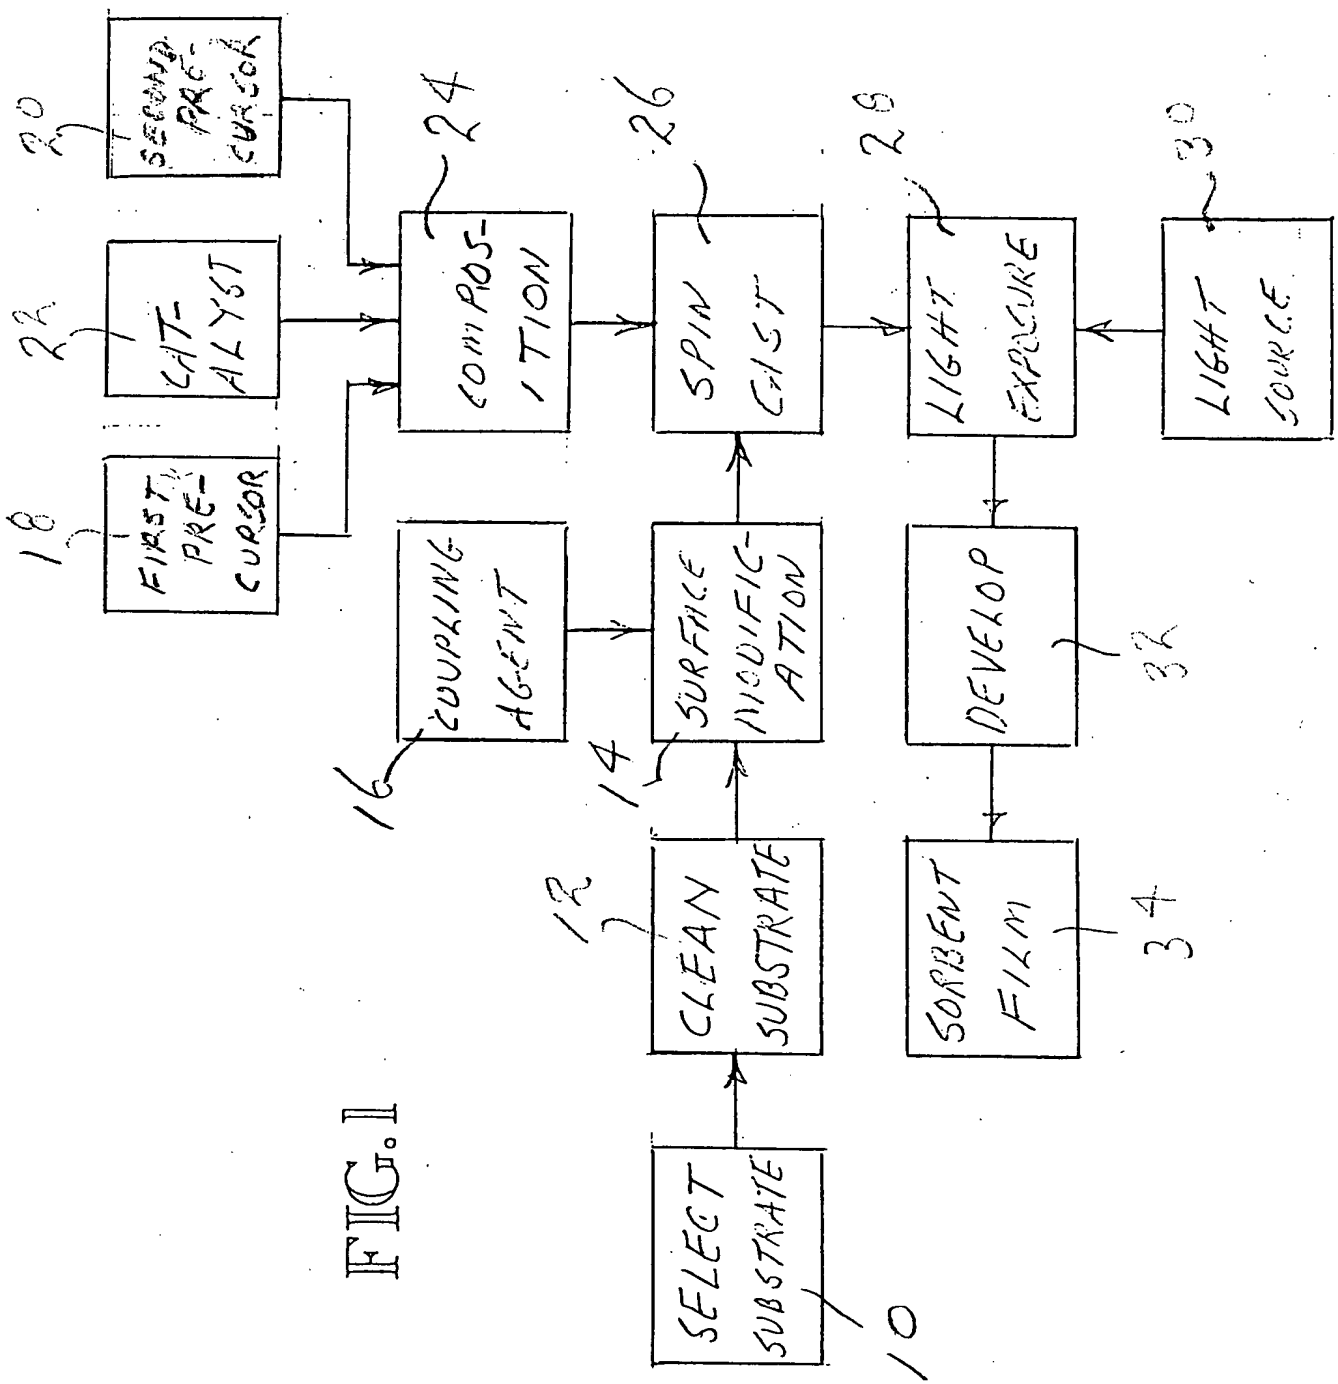 18
22
20
FIRST
PRE-
CURSOR
CAT-
ALYST
SECOND
PRE-
CURSOR
FIG.1
16
COUPLING
AGENT
24
COMPOS-
ITION
12
14
26
SELECT
SUBSTRATE
CLEAN
SUBSTRATE
SURFACE
MODIFIC-
ATION
SPIN
CAST
10
28
SORBENT
FILM
DEVELOP
LIGHT
EXPOSURE
34
32
30
LIGHT
SOURCE